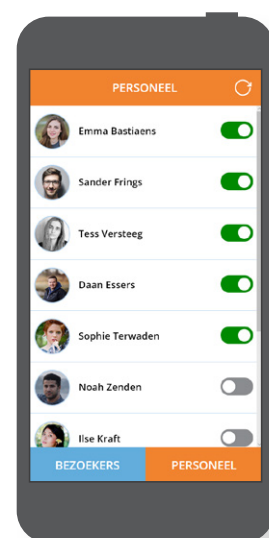 PERSONEEL
Emma Bastiaens
Sander Frings
Tess Versteeg
Daan Essers
Sophie Terwaden
Noah Zenden
Ilse Kraft
BEZOEKERS PERSONEEL